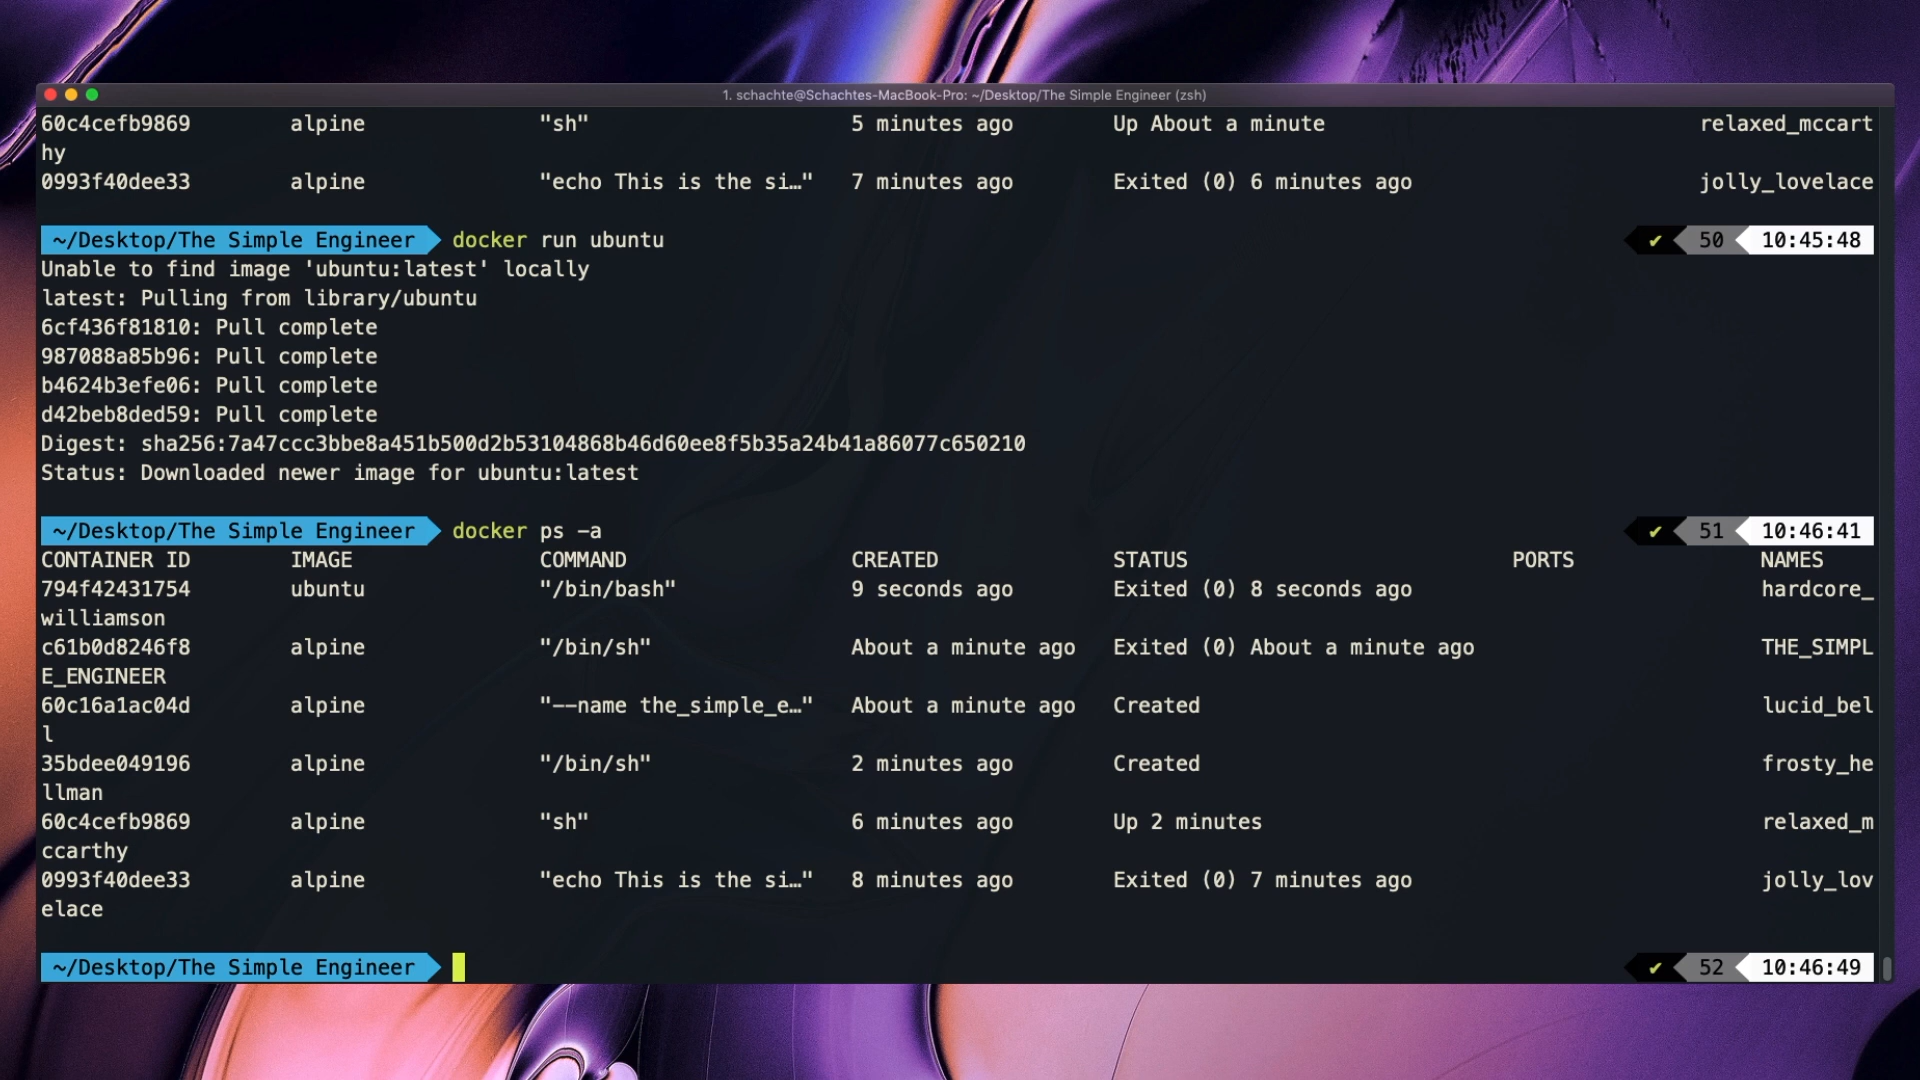 1. schachte@Schachtes-MacBook-Pro: ~/Desktop/The Simple Engineer (zsh)
60c4cefb9869 alpine "sh" 5 minutes ago Up About a minute relaxed_mccart
hy
0993f40dee33 alpine "echo This is the si…" 7 minutes ago Exited (0) 6 minutes ago jolly_lovelace
~/Desktop/The Simple Engineer docker run ubuntu ✔ 50 10:45:48
Unable to find image 'ubuntu:latest' locally
latest: Pulling from library/ubuntu
6cf436f81810: Pull complete
987088a85b96: Pull complete
b4624b3efe06: Pull complete
d42beb8ded59: Pull complete
Digest: sha256:7a47ccc3bbe8a451b500d2b53104868b46d60ee8f5b35a24b41a86077c650210
Status: Downloaded newer image for ubuntu:latest
~/Desktop/The Simple Engineer docker ps -a ✔ 51 10:46:41
CONTAINER ID IMAGE COMMAND CREATED STATUS PORTS NAMES
794f42431754 ubuntu "/bin/bash" 9 seconds ago Exited (0) 8 seconds ago hardcore_
williamson
c61b0d8246f8 alpine "/bin/sh" About a minute ago Exited (0) About a minute ago THE_SIMPL
E_ENGINEER
60c16a1ac04d alpine "--name the_simple_e…" About a minute ago Created lucid_bel
l
35bdee049196 alpine "/bin/sh" 2 minutes ago Created frosty_he
llman
60c4cefb9869 alpine "sh" 6 minutes ago Up 2 minutes relaxed_m
ccarthy
0993f40dee33 alpine "echo This is the si…" 8 minutes ago Exited (0) 7 minutes ago jolly_lov
elace
~/Desktop/The Simple Engineer ✔ 52 10:46:49